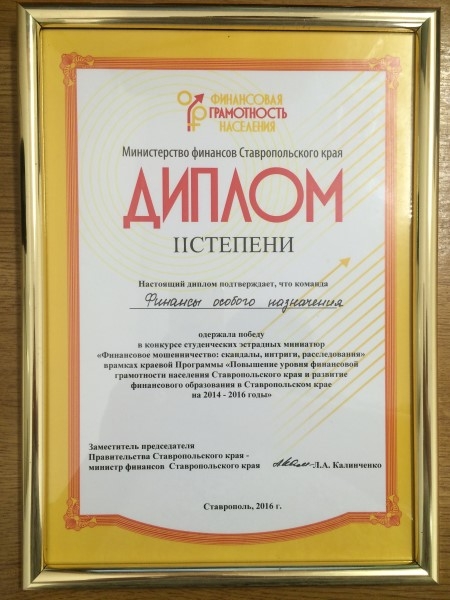 ФИНАНСОВАЯ
ГРАМОТНОСТЬ
НАСЕЛЕНИЯ
Министерство финансов Ставропольского края
ДИПЛОМ
IIСТЕПЕНИ
Настоящий диплом подтверждает, что команда
Финансы особого назначения
одержала победу
в конкурсе студенческих эстрадных миниатюр
«Финансовое мошенничество: скандалы, интриги, расследования»
врамках краевой Программы «Повышение уровня финансовой
грамотности населения Ставропольского края и развитие
финансового образования в Ставропольском крае
на 2014 - 2016 годы»
Заместитель председателя
Правительства Ставропольского края -
министр финансов Ставропольского края
Л.А. Калинченко
Ставрополь, 2016 г.